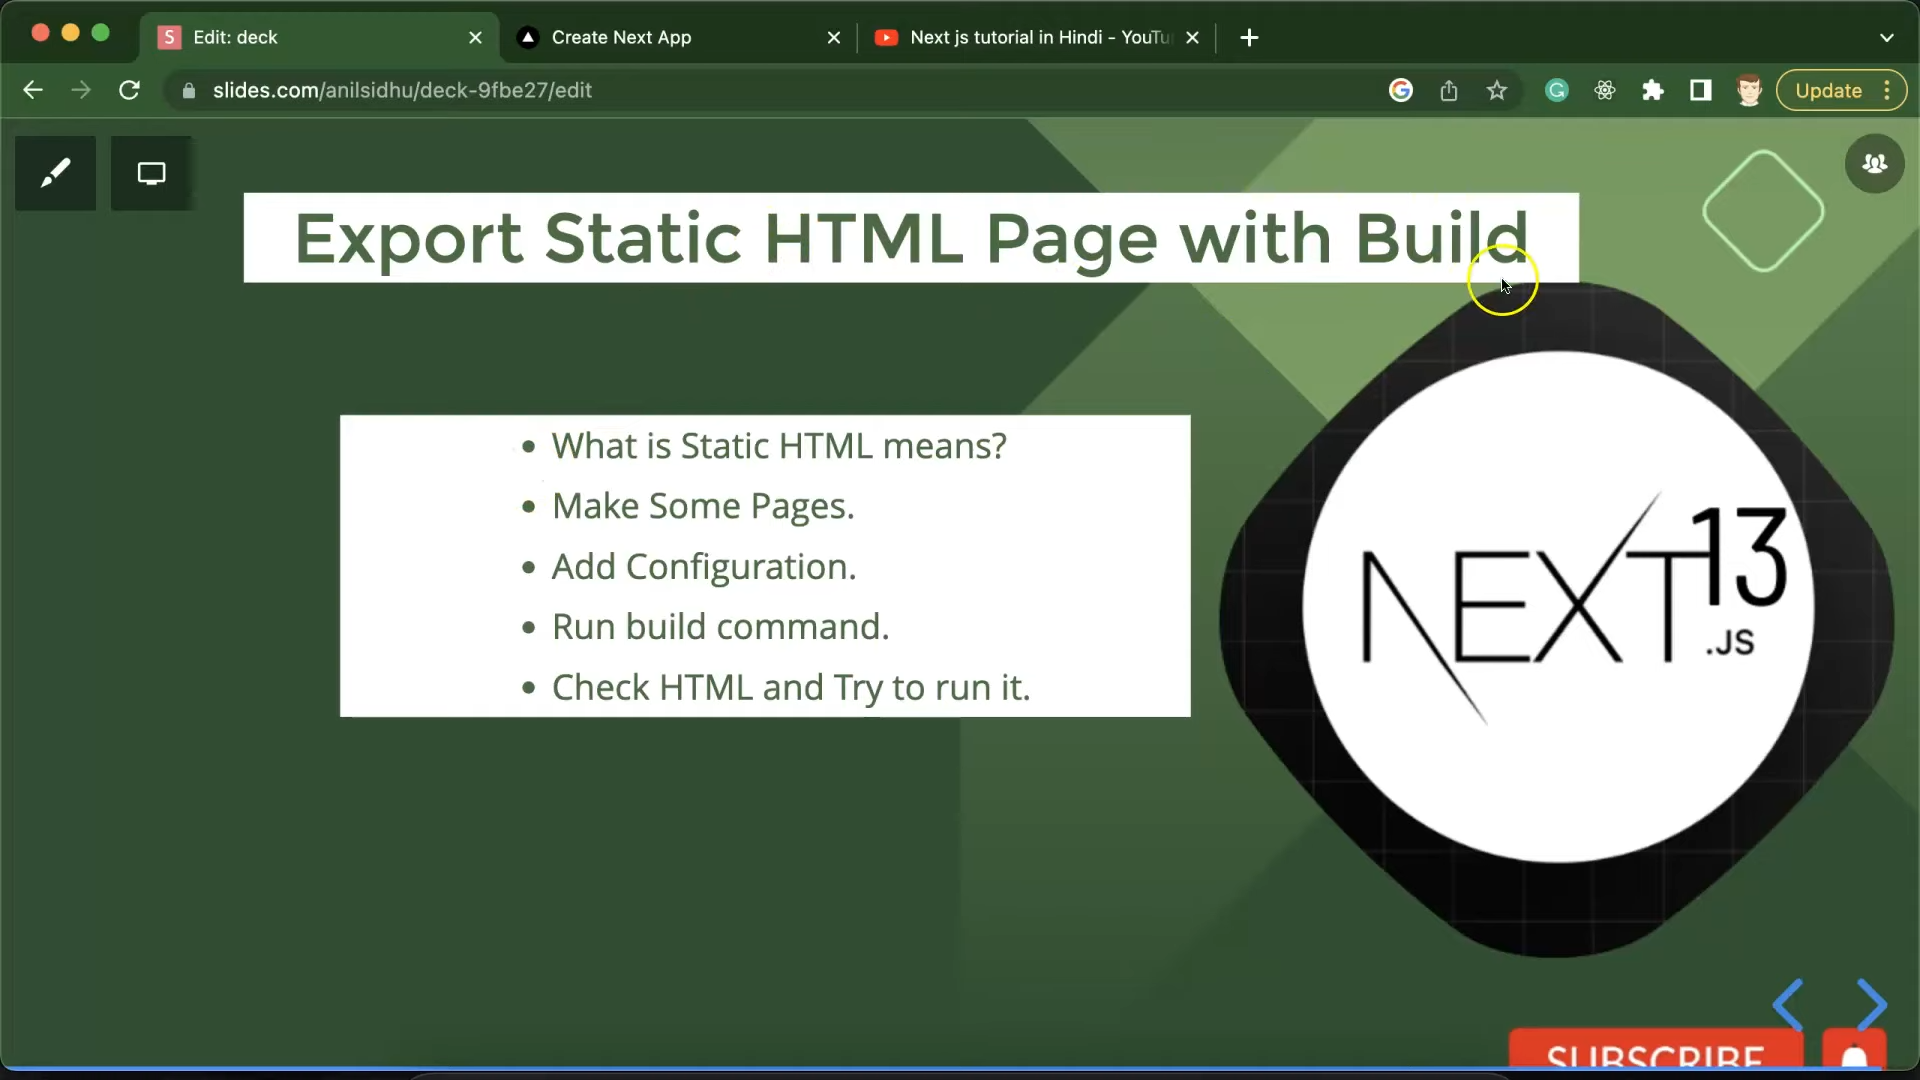 S Edit: deck
Create Next App
Next js tutorial in Hindi - YouTu
slides.com/anilsidhu/deck-9fbe27/edit
G
G
Update
Export Static HTML Page with Build
• What is Static HTML means?
• Make Some Pages.
• Add Configuration.
• Run build command.
• Check HTML and Try to run it.
NEXT13
.JS
SUBSCRIBE